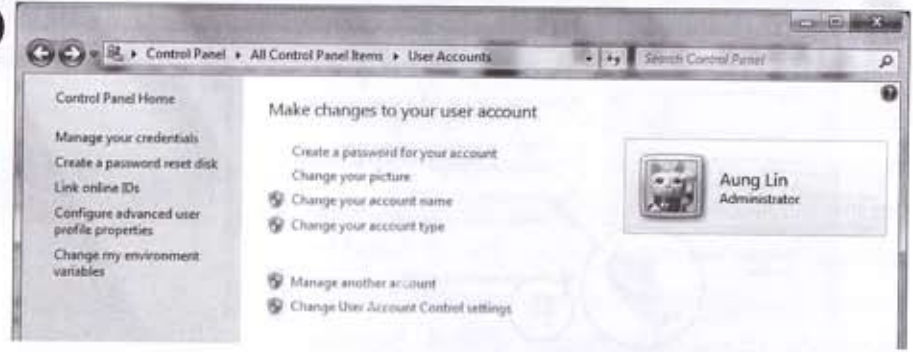 Control Panel ▸ All Control Panel Items ▸ User Accounts
Search Control Panel
Control Panel Home
Manage your credentials
Create a password reset disk
Link online IDs
Configure advanced user
profile properties
Change my environment
variables
Make changes to your user account
Create a password for your account
Change your picture
Change your account name
Change your account type
Manage another account
Change User Account Control settings
Aung Lin
Administrator